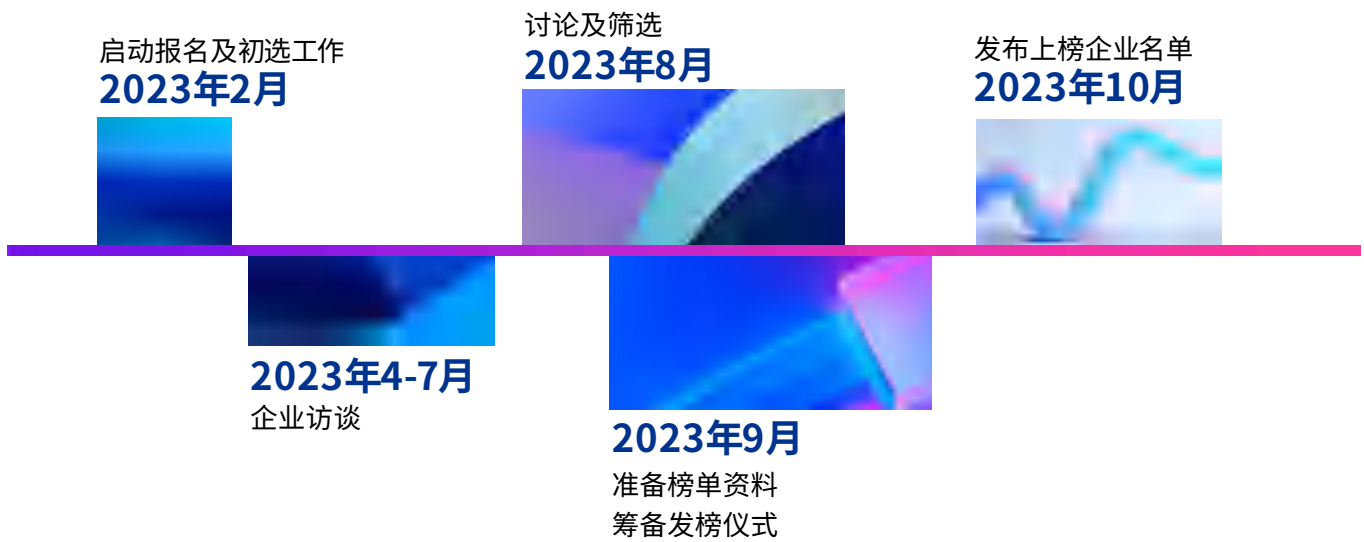 启动报名及初选工作
2023年2月
2023年4-7月
企业访谈
讨论及筛选
2023年8月
2023年9月
准备榜单资料
筹备发榜仪式
发布上榜企业名单
2023年10月